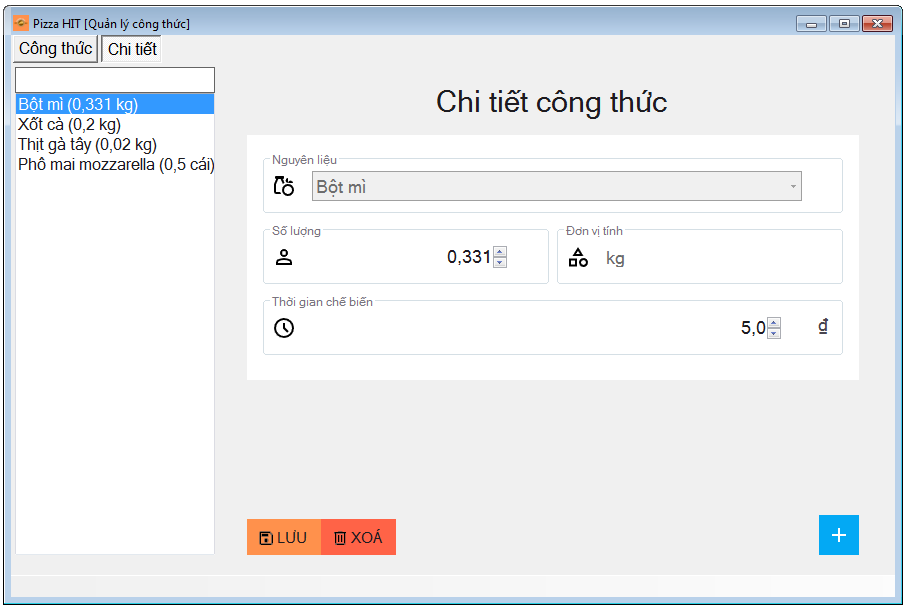 Pizza HIT [Quản lý công thức]
Công thức
Chi tiết
Bột mì (0,331 kg)
Xốt cà (0,2 kg)
Thịt gà tây (0,02 kg)
Phô mai mozzarella (0,5 cái)
Chi tiết công thức
Nguyên liệu
Bột mì
Số lượng
0,331
Đơn vị tính
kg
Thời gian chế biến
5,0
₫
LƯU
XOÁ
+